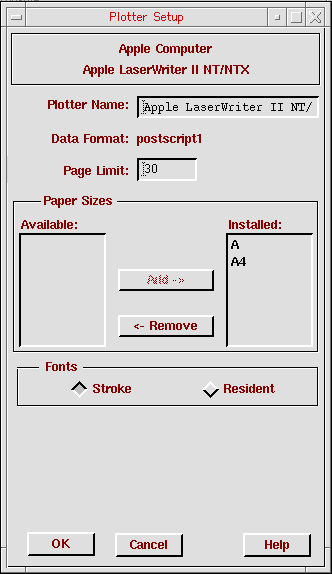 Plotter Setup
Apple Computer
Apple LaserWriter II NT/NTX
Plotter Name: Apple LaserWriter II NT/
Data Format: postscript1
Page Limit: 30
Paper Sizes
Available: Installed:
A
A4
Add ->
<- Remove
Fonts
Stroke Resident
OK Cancel Help